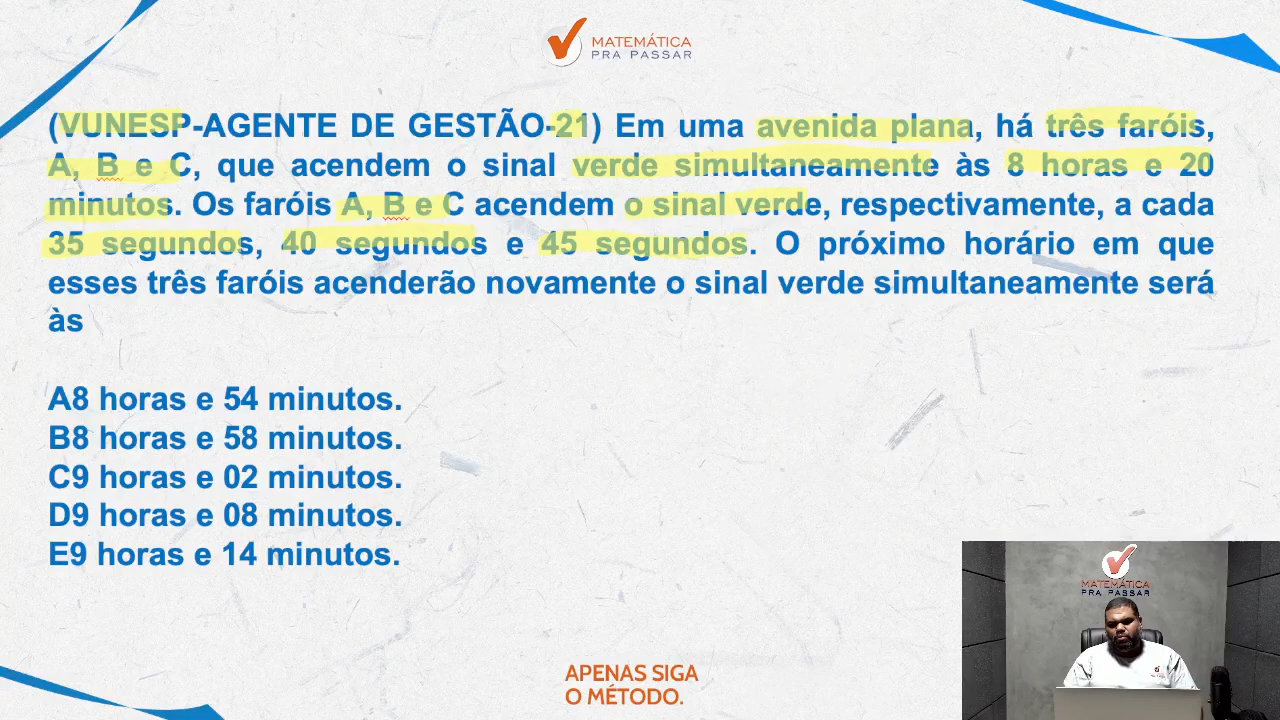 MATEMÁTICA
PRA PASSAR
(VUNESP-AGENTE DE GESTÃO-21) Em uma avenida plana, há três faróis,
A, B e C, que acendem o sinal verde simultaneamente às 8 horas e 20
minutos. Os faróis A, B e C acendem o sinal verde, respectivamente, a cada
35 segundos, 40 segundos e 45 segundos. O próximo horário em que
esses três faróis acenderão novamente o sinal verde simultaneamente será
às
A8 horas e 54 minutos.
B8 horas e 58 minutos.
C9 horas e 02 minutos.
D9 horas e 08 minutos.
E9 horas e 14 minutos.
MATEMÁTICA
PRA PASSAR
APENAS SIGA
O MÉTODO.